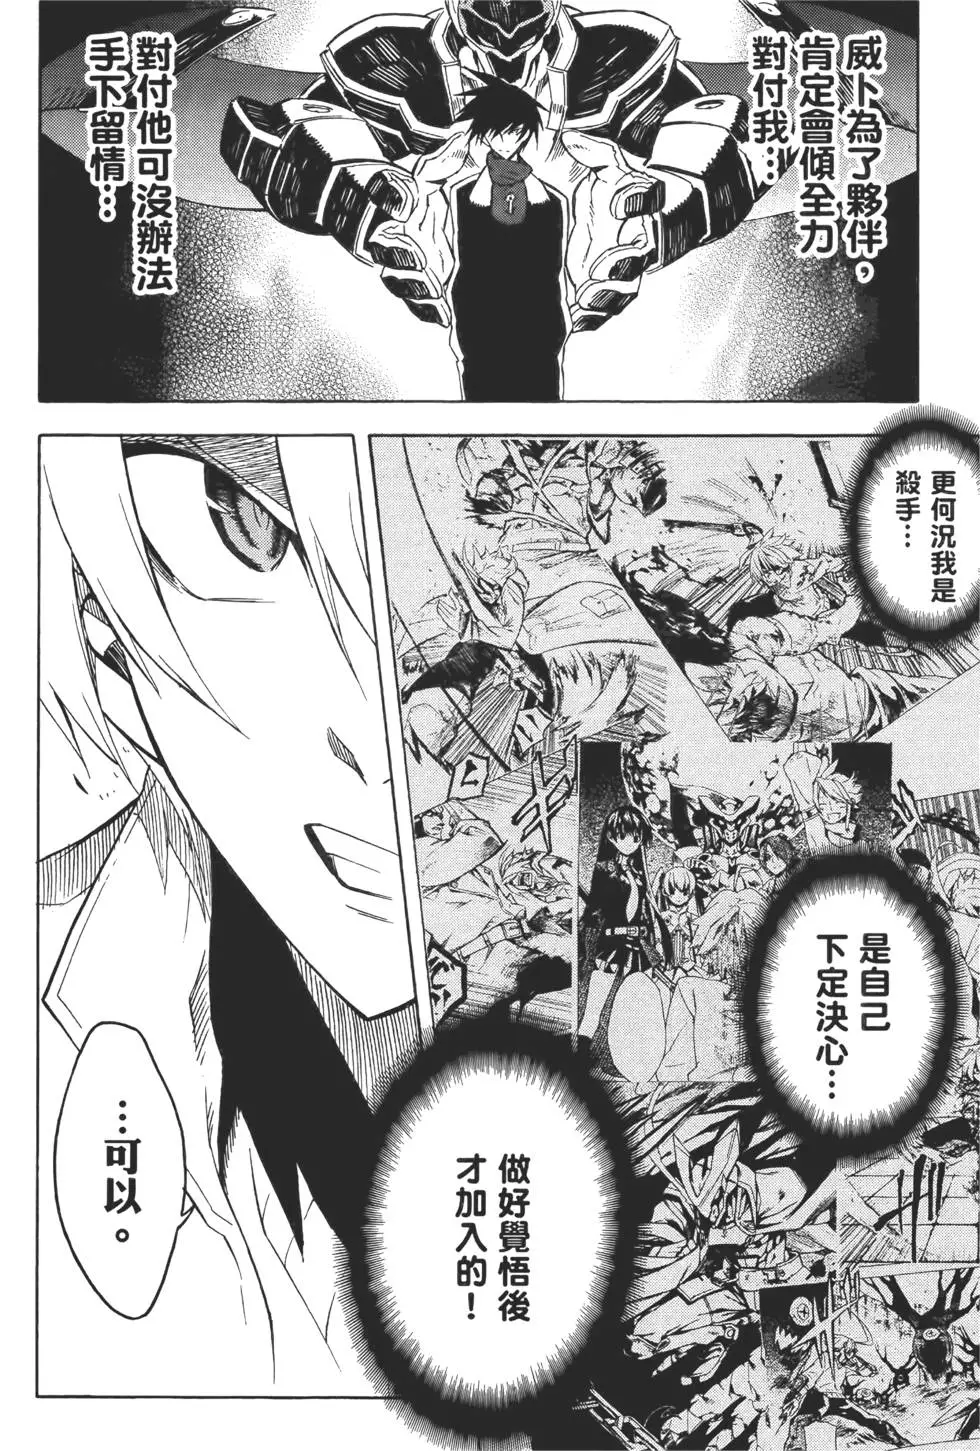 威卜為了夥伴，
肯定會傾全力
對付我…
對付他可沒辦法
手下留情…
更何況我是
殺手…
是自己
下定決心…
做好覺悟後
才加入的！
…可以。